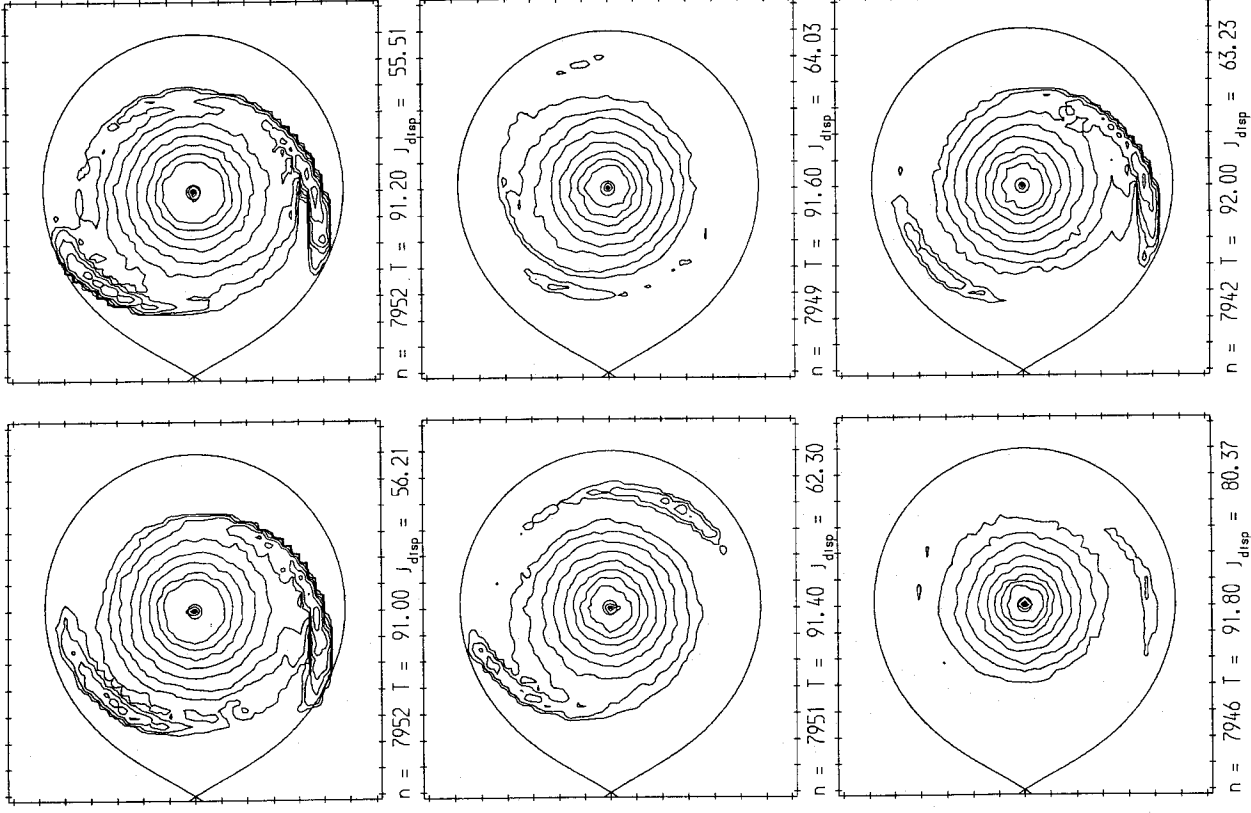 n = 7952 T = 91.00 j_disp = 56.21
n = 7952 T = 91.20 j_disp = 55.51
n = 7951 T = 91.40 j_disp = 62.30
n = 7949 T = 91.60 j_disp = 64.03
n = 7946 T = 91.80 j_disp = 80.37
n = 7942 T = 92.00 j_disp = 63.23